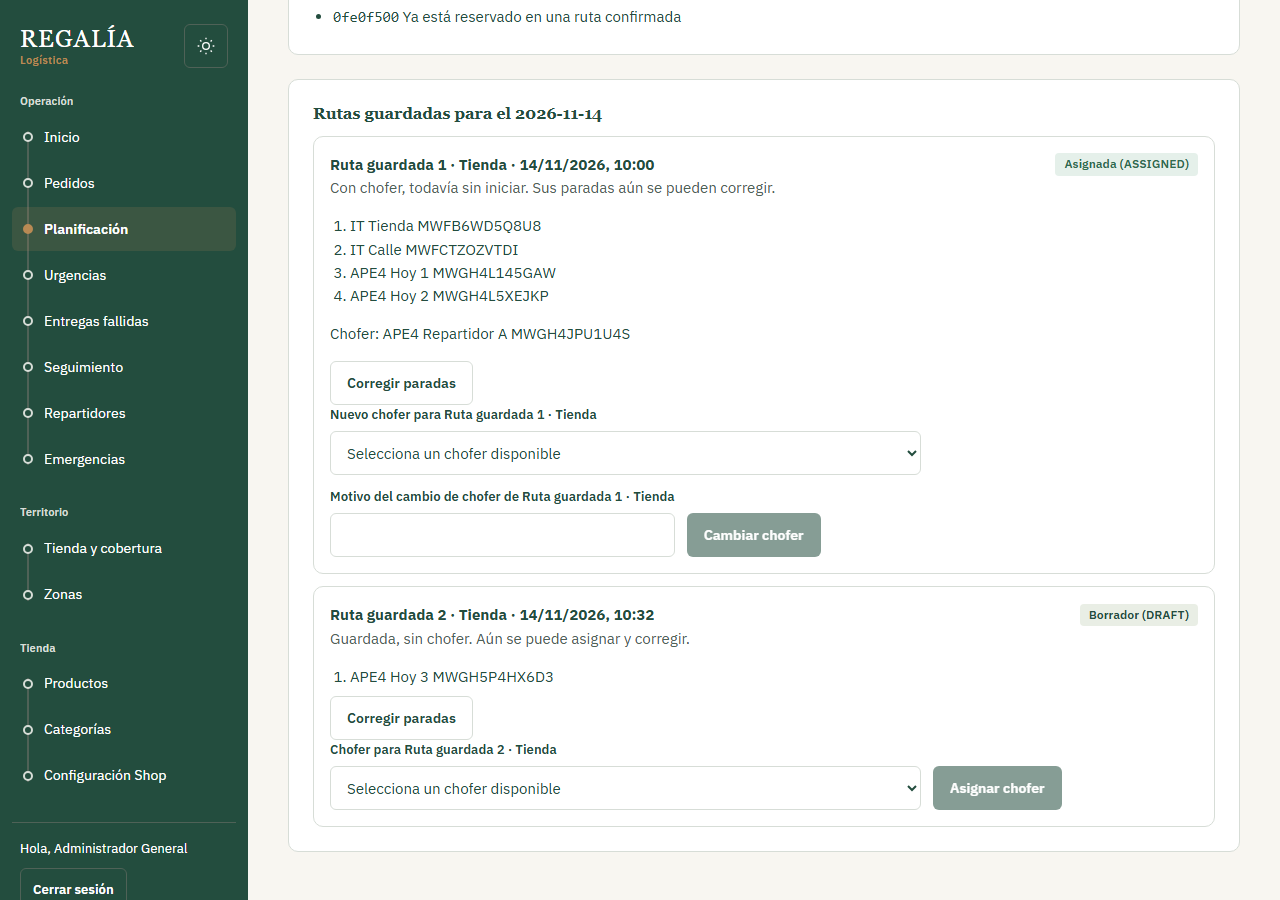 REGALÍA
Logística
Operación
Inicio
Pedidos
Planificación
Urgencias
Entregas fallidas
Seguimiento
Repartidores
Emergencias
Territorio
Tienda y cobertura
Zonas
Tienda
Productos
Categorías
Configuración Shop
Hola, Administrador General
Cerrar sesión
0fe0f500 Ya está reservado en una ruta confirmada
Rutas guardadas para el 2026-11-14
Ruta guardada 1 · Tienda · 14/11/2026, 10:00
Asignada (ASSIGNED)
Con chofer, todavía sin iniciar. Sus paradas aún se pueden corregir.
1. IT Tienda MWFB6WD5Q8U8
2. IT Calle MWFCTZOZVTDI
3. APE4 Hoy 1 MWGH4L145GAW
4. APE4 Hoy 2 MWGH4L5XEJKP
Chofer: APE4 Repartidor A MWGH4JPU1U4S
Corregir paradas
Nuevo chofer para Ruta guardada 1 · Tienda
Selecciona un chofer disponible
Motivo del cambio de chofer de Ruta guardada 1 · Tienda
Cambiar chofer
Ruta guardada 2 · Tienda · 14/11/2026, 10:32
Borrador (DRAFT)
Guardada, sin chofer. Aún se puede asignar y corregir.
1. APE4 Hoy 3 MWGH5P4HX6D3
Corregir paradas
Chofer para Ruta guardada 2 · Tienda
Selecciona un chofer disponible
Asignar chofer